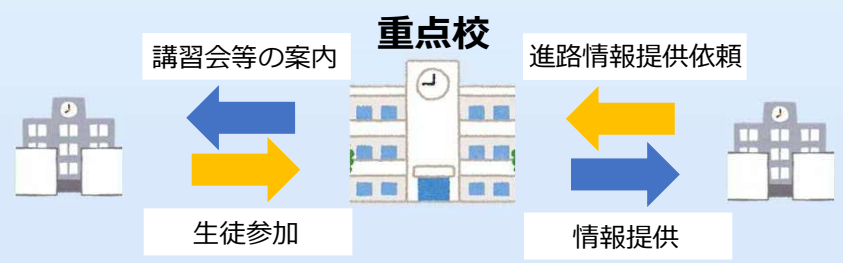 重点校
講習会等の案内
進路情報提供依頼
生徒参加
情報提供